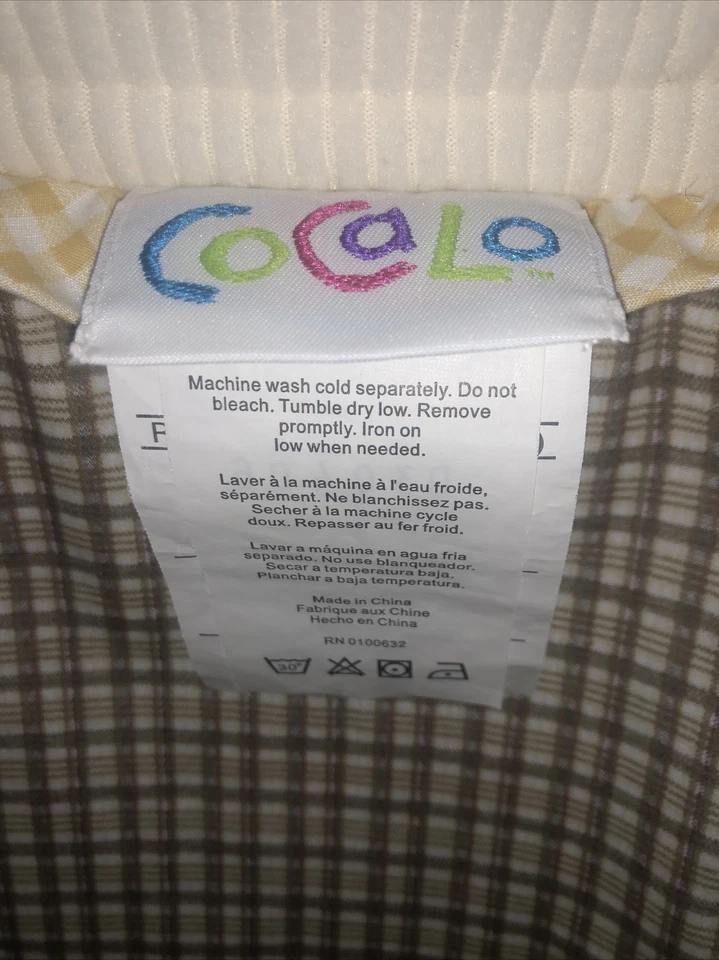 CoCaLo™
Machine wash cold separately. Do not
bleach. Tumble dry low. Remove
promptly. Iron on
low when needed.
Laver à la machine à l'eau froide,
séparément. Ne blanchissez pas.
Secher à la machine cycle
doux. Repasser au fer froid.
Lavar a máquina en agua fria
separado. No use blanqueador.
Secar a temperatura baja.
Planchar a baja temperatura.
Made in China
Fabrique aux Chine
Hecho en China
RN 0100632
30°